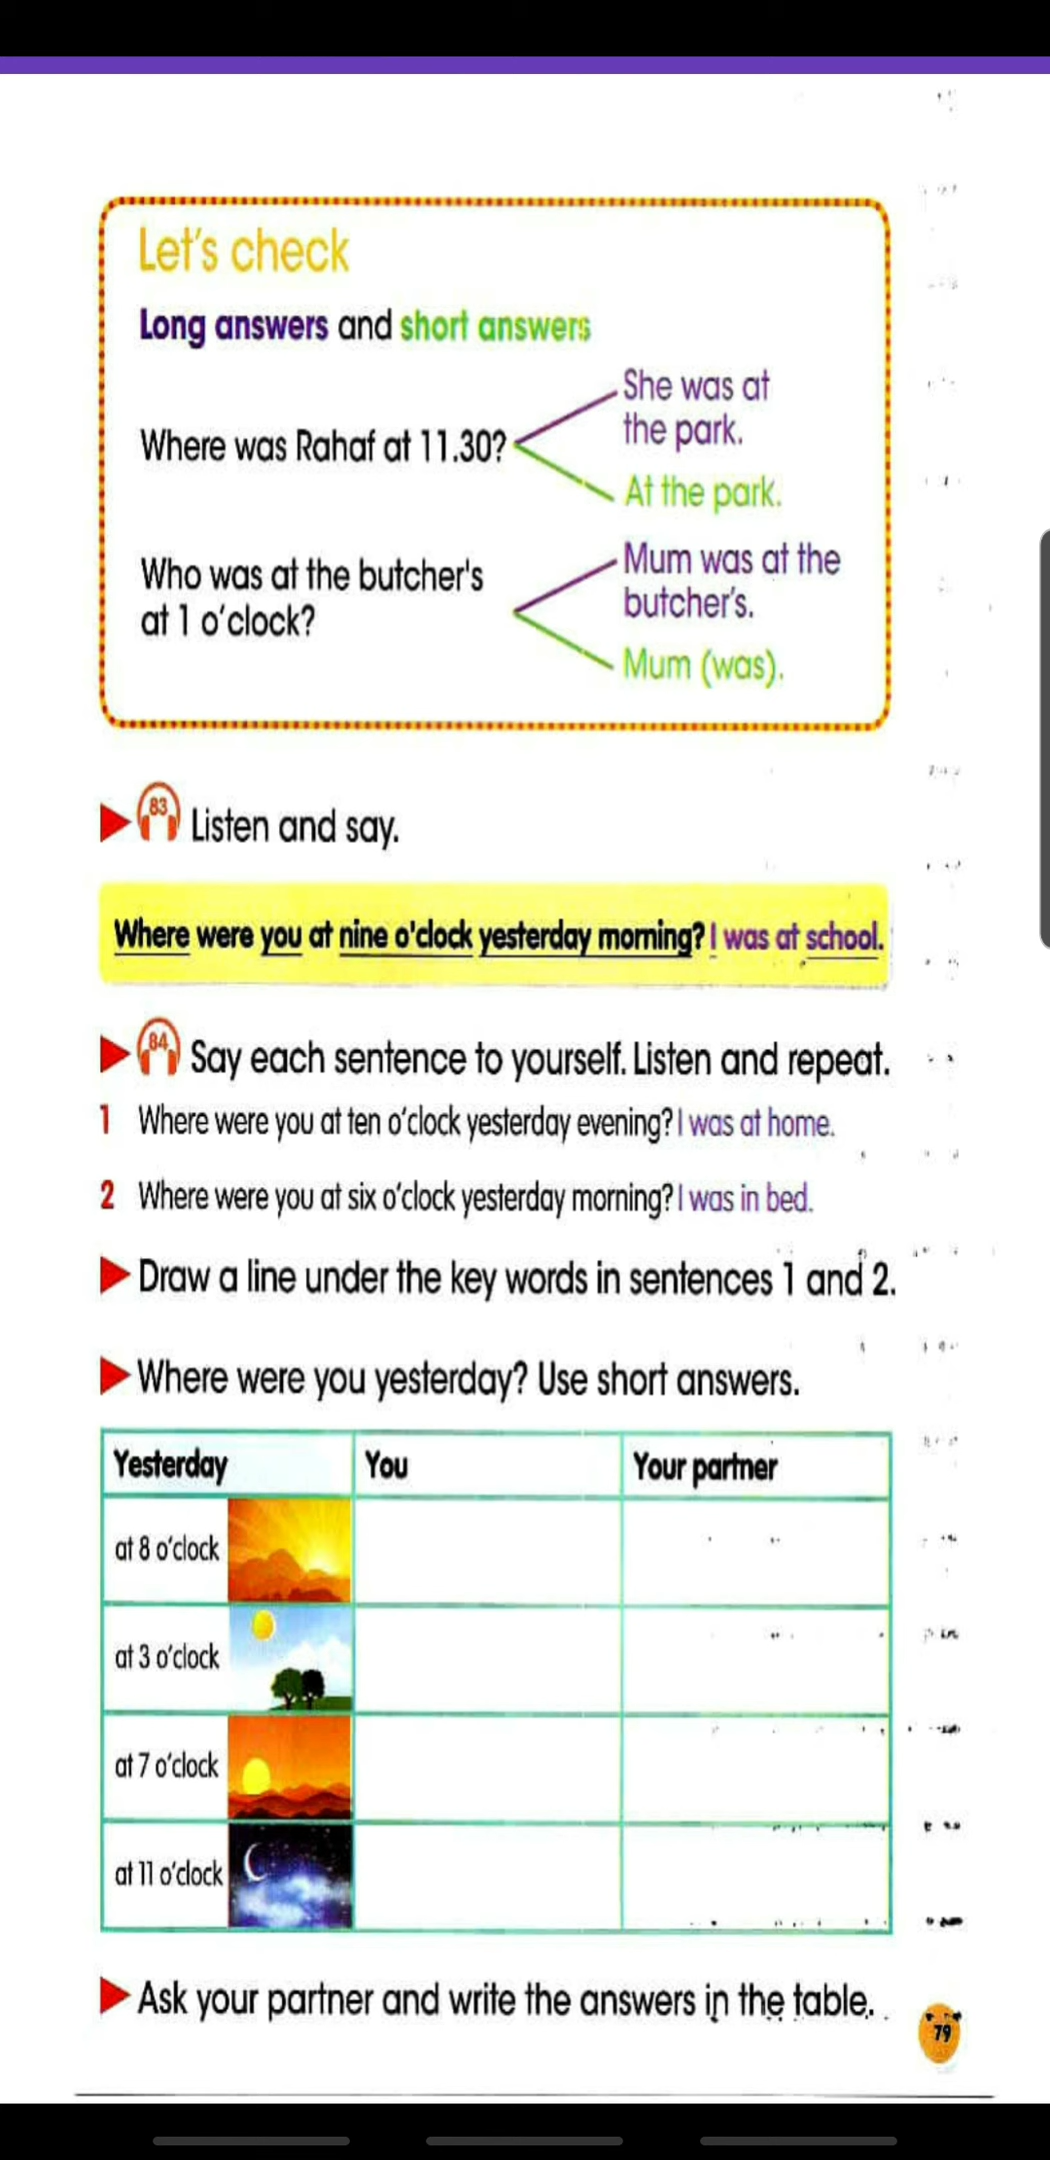 Let's check
Long answers and short answers
Where was Rahaf at 11.30?
She was at
the park.
At the park.
Who was at the butcher's
at 1 o'clock?
Mum was at the
butcher's.
Mum (was).
83 Listen and say.
Where were you at nine o'clock yesterday morning? I was at school.
84 Say each sentence to yourself. Listen and repeat.
1 Where were you at ten o'clock yesterday evening? I was at home.
2 Where were you at six o'clock yesterday morning? I was in bed.
Draw a line under the key words in sentences 1 and 2.
Where were you yesterday? Use short answers.
Yesterday You Your partner
at 8 o'clock
at 3 o'clock
at 7 o'clock
at 11 o'clock
Ask your partner and write the answers in the table.
79